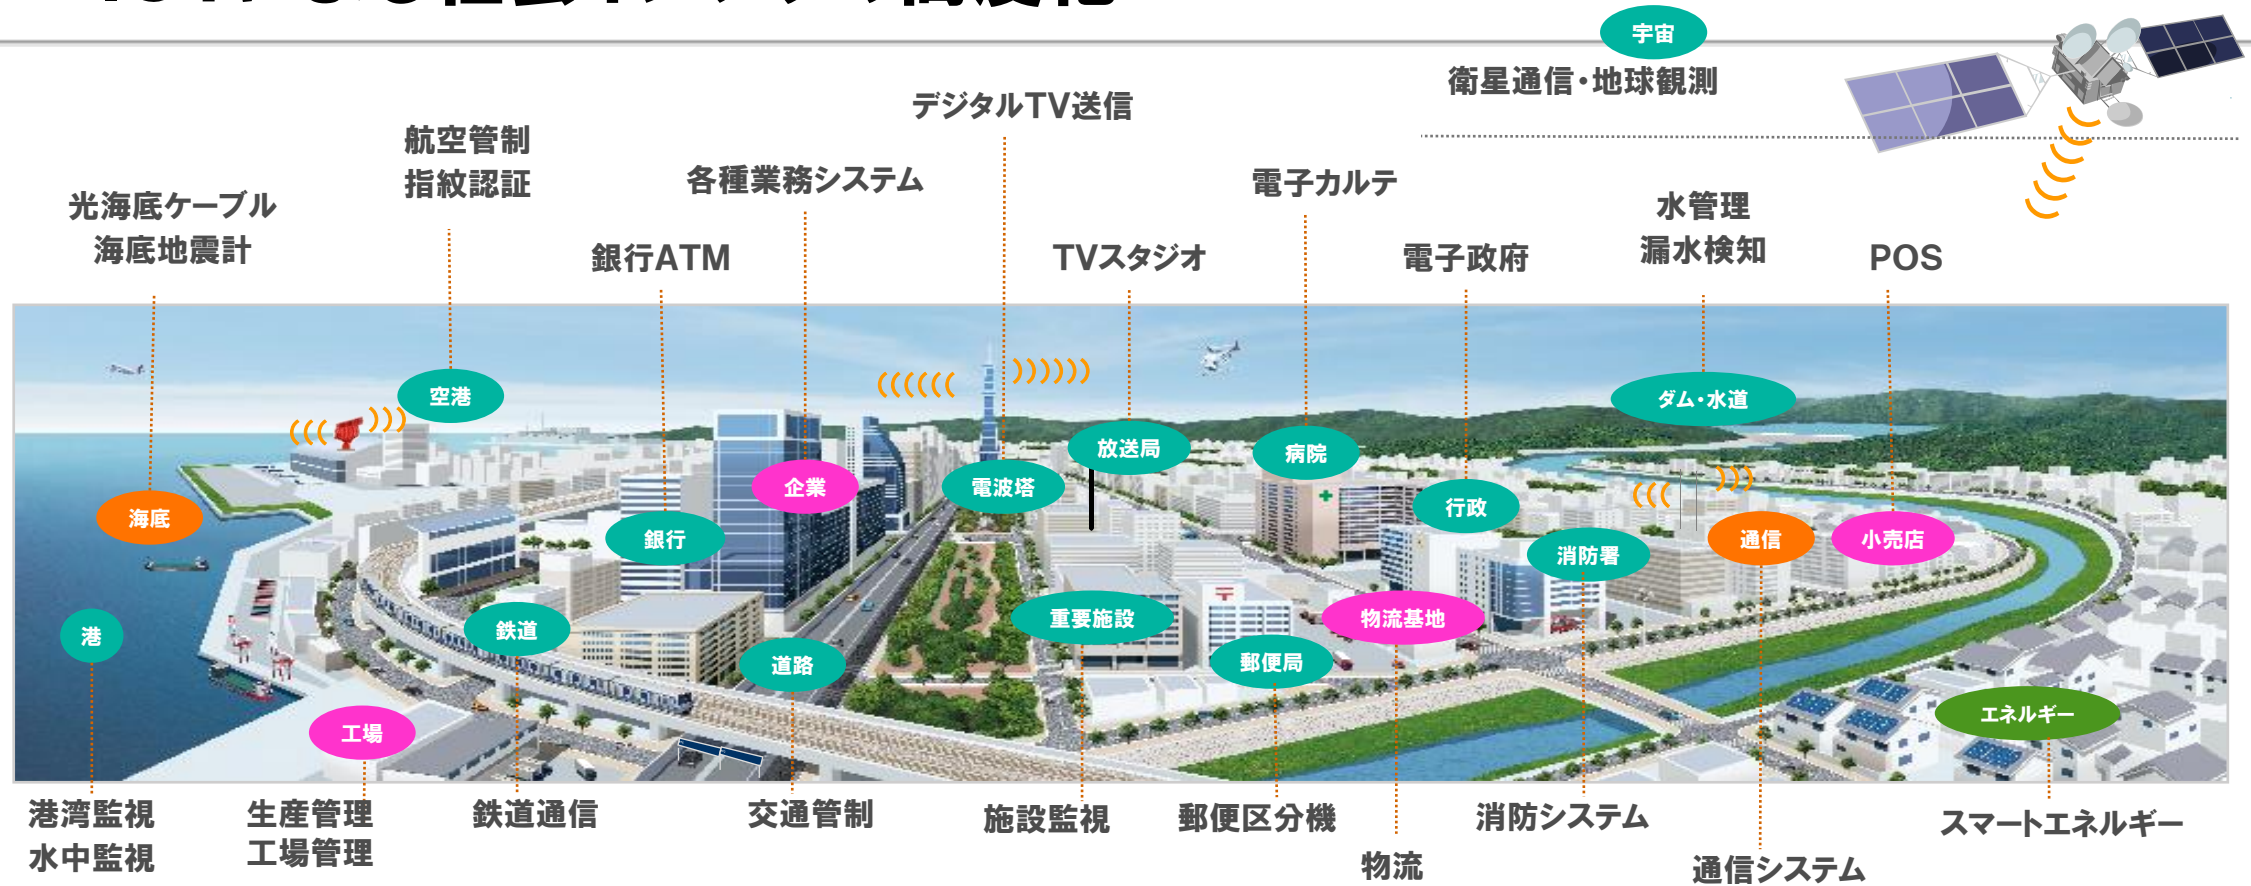 宇宙
衛星通信・地球観測
デジタルTV送信
航空管制
指紋認証
各種業務システム
電子カルテ
光海底ケーブル
海底地震計
水管理
漏水検知
銀行ATM
TVスタジオ
電子政府
POS
空港
ダム・水道
放送局
病院
企業
電波塔
行政
海底
銀行
消防署
通信
小売店
港
鉄道
重要施設
物流基地
道路
郵便局
工場
エネルギー
港湾監視
水中監視
生産管理
工場管理
鉄道通信
交通管制
施設監視
郵便区分機
物流
消防システム
通信システム
スマートエネルギー